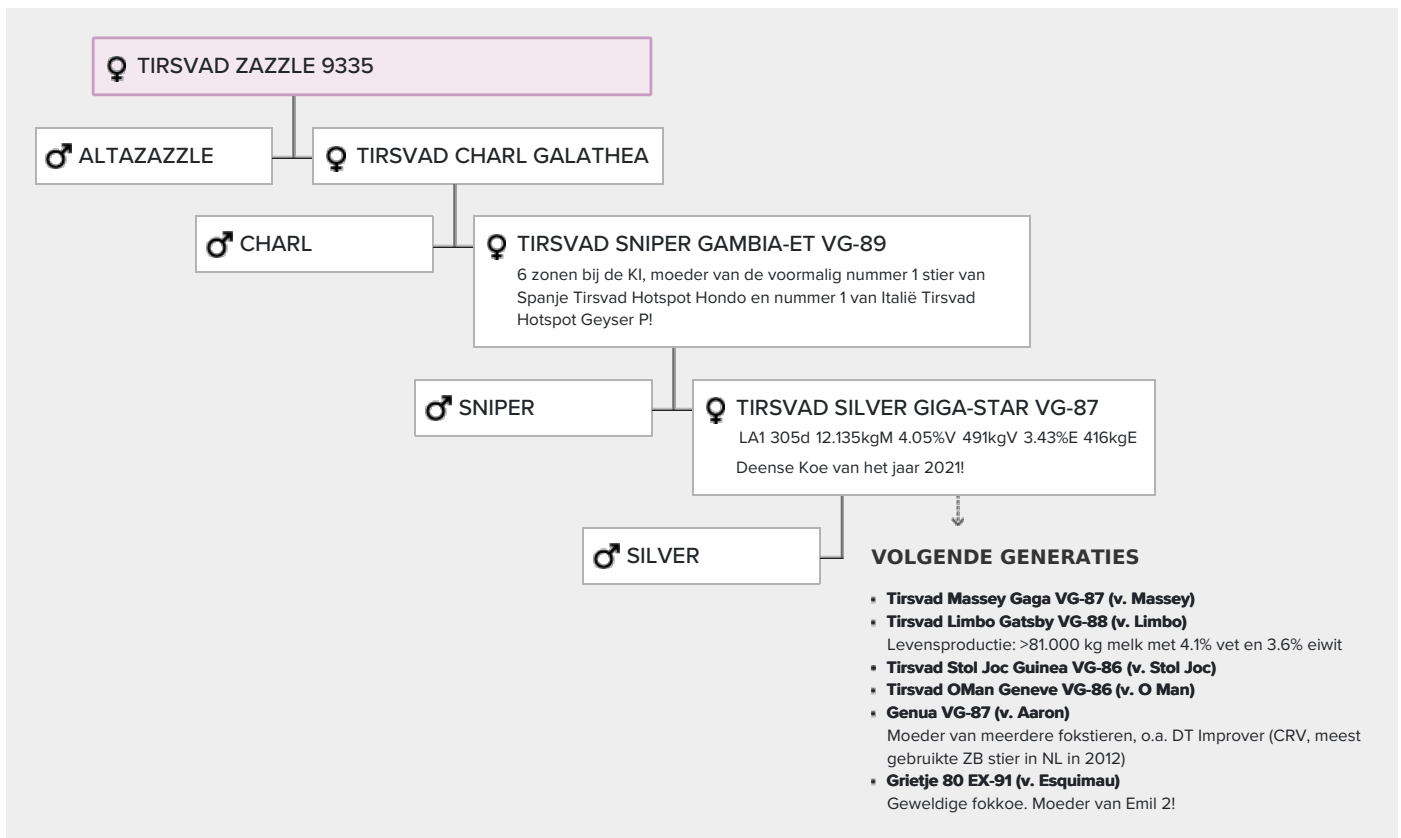 TIRSVAD ZAZZLE 9335
ALTAZAZZLE
TIRSVAD CHARL GALATHEA
CHARL
TIRSVAD SNIPER GAMBIA-ET VG-89
6 zonen bij de KI, moeder van de voormalig nummer 1 stier van
Spanje Tirsvad Hotspot Hondo en nummer 1 van Italië Tirsvad
Hotspot Geyser P!
SNIPER
TIRSVAD SILVER GIGA-STAR VG-87
LA1 305d 12.135kgM 4.05%V 491kgV 3.43%E 416kgE
Deense Koe van het jaar 2021!
SILVER
VOLGENDE GENERATIES
Tirsvad Massey Gaga VG-87 (v. Massey)
Tirsvad Limbo Gatsby VG-88 (v. Limbo)
Levensproductie: >81.000 kg melk met 4.1% vet en 3.6% eiwit
Tirsvad Stol Joc Guinea VG-86 (v. Stol Joc)
Tirsvad OMan Geneve VG-86 (v. O Man)
Genua VG-87 (v. Aaron)
Moeder van meerdere fokstieren, o.a. DT Improver (CRV, meest
gebruikte ZB stier in NL in 2012)
Grietje 80 EX-91 (v. Esquimau)
Geweldige fokkoe. Moeder van Emil 2!